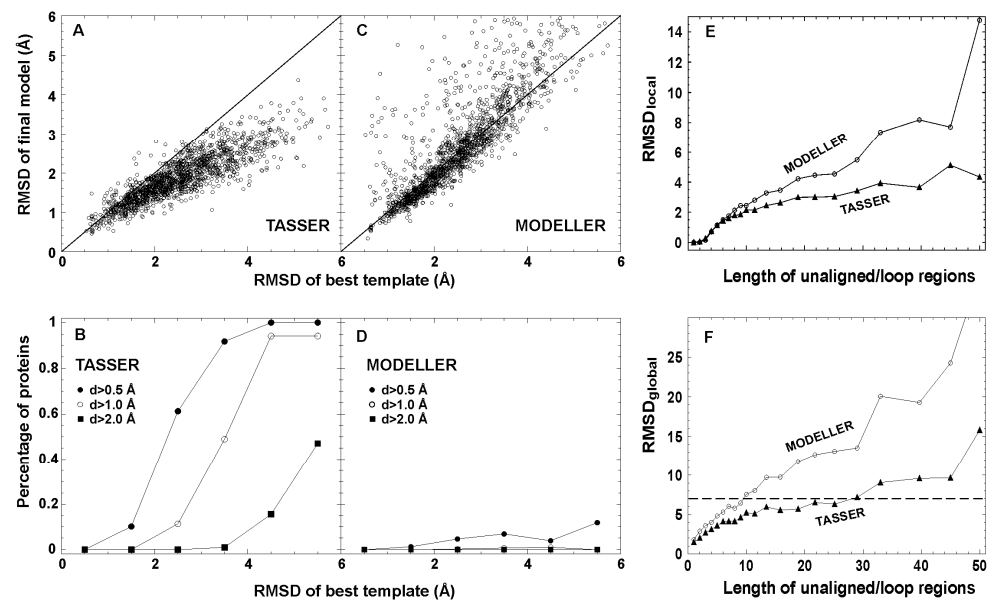 A
C
RMSD of final model (Å)
6
5
4
3
2
1
0
TASSER
MODELLER
0
2
4
6
0
2
4
6
RMSD of best template (Å)
E
RMSDlocal
14
12
10
8
6
4
2
0
MODELLER
TASSER
Length of unaligned/loop regions
B
TASSER
d>0.5 Å
d>1.0 Å
d>2.0 Å
D
MODELLER
d>0.5 Å
d>1.0 Å
d>2.0 Å
Percentage of proteins
1
0.8
0.6
0.4
0.2
0
0
2
4
6
0
2
4
6
RMSD of best template (Å)
F
RMSDglobal
25
20
15
10
5
0
MODELLER
TASSER
0
10
20
30
40
50
Length of unaligned/loop regions